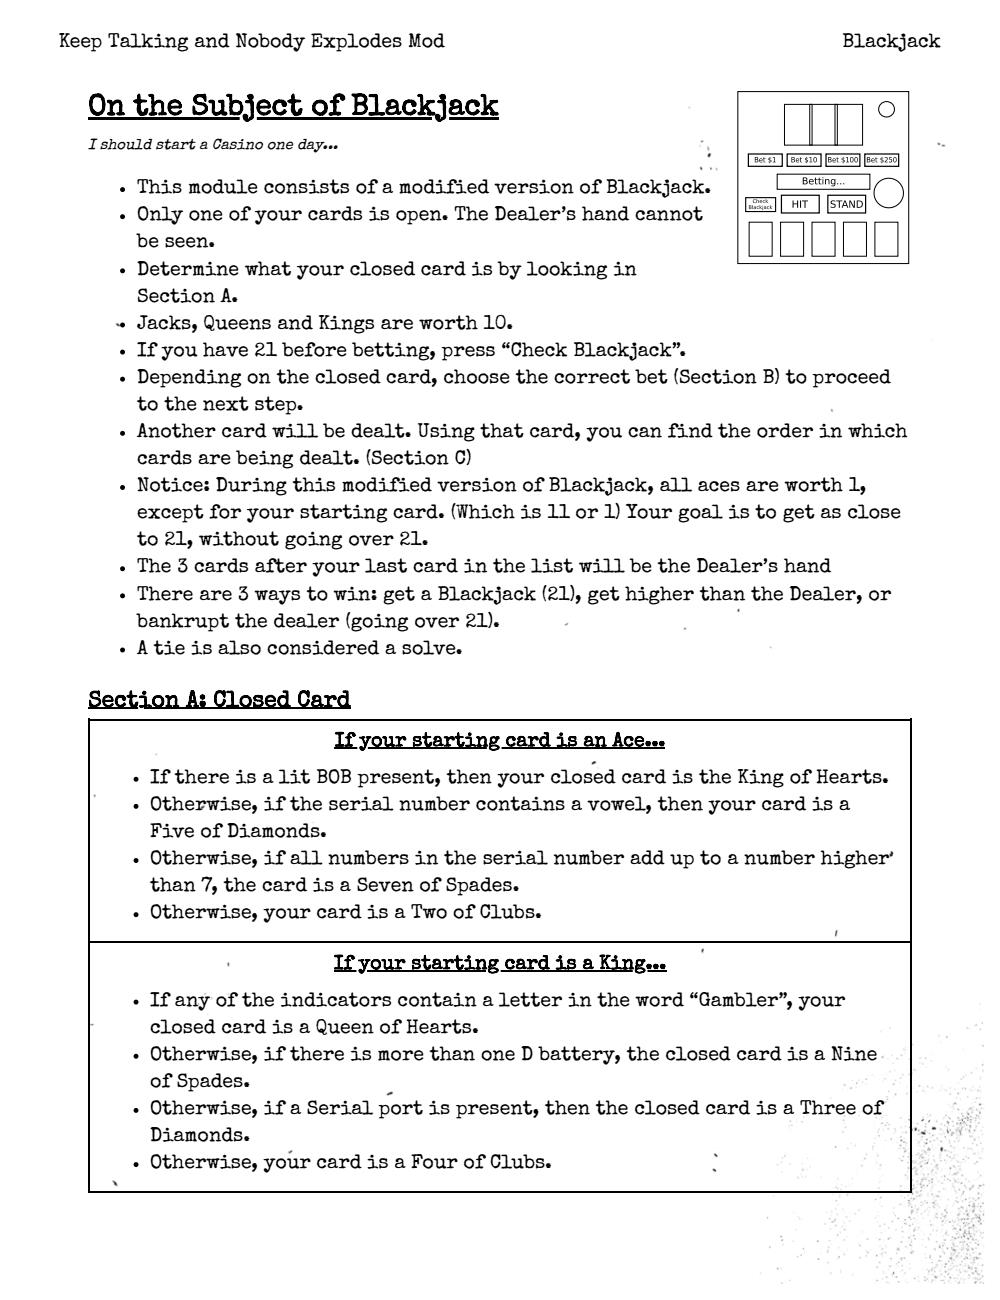 Keep Talking and Nobody Explodes Mod Blackjack
On the Subject of Blackjack
I should start a Casino one day…
Bet $1 Bet $10 Bet $100 Bet $250
Betting...
Check Blackjack HIT STAND
• This module consists of a modified version of Blackjack.
• Only one of your cards is open. The Dealer’s hand cannot
be seen.
• Determine what your closed card is by looking in
Section A.
• Jacks, Queens and Kings are worth 10.
• If you have 21 before betting, press “Check Blackjack”.
• Depending on the closed card, choose the correct bet (Section B) to proceed
to the next step.
• Another card will be dealt. Using that card, you can find the order in which
cards are being dealt. (Section C)
• Notice: During this modified version of Blackjack, all aces are worth 1,
except for your starting card. (Which is 11 or 1) Your goal is to get as close
to 21, without going over 21.
• The 3 cards after your last card in the list will be the Dealer’s hand
• There are 3 ways to win: get a Blackjack (21), get higher than the Dealer, or
bankrupt the dealer (going over 21).
• A tie is also considered a solve.
Section A: Closed Card
If your starting card is an Ace…
• If there is a lit BOB present, then your closed card is the King of Hearts.
• Otherwise, if the serial number contains a vowel, then your card is a
Five of Diamonds.
• Otherwise, if all numbers in the serial number add up to a number higher
than 7, the card is a Seven of Spades.
• Otherwise, your card is a Two of Clubs.
If your starting card is a King…
• If any of the indicators contain a letter in the word “Gambler”, your
closed card is a Queen of Hearts.
• Otherwise, if there is more than one D battery, the closed card is a Nine
of Spades.
• Otherwise, if a Serial port is present, then the closed card is a Three of
Diamonds.
• Otherwise, your card is a Four of Clubs.